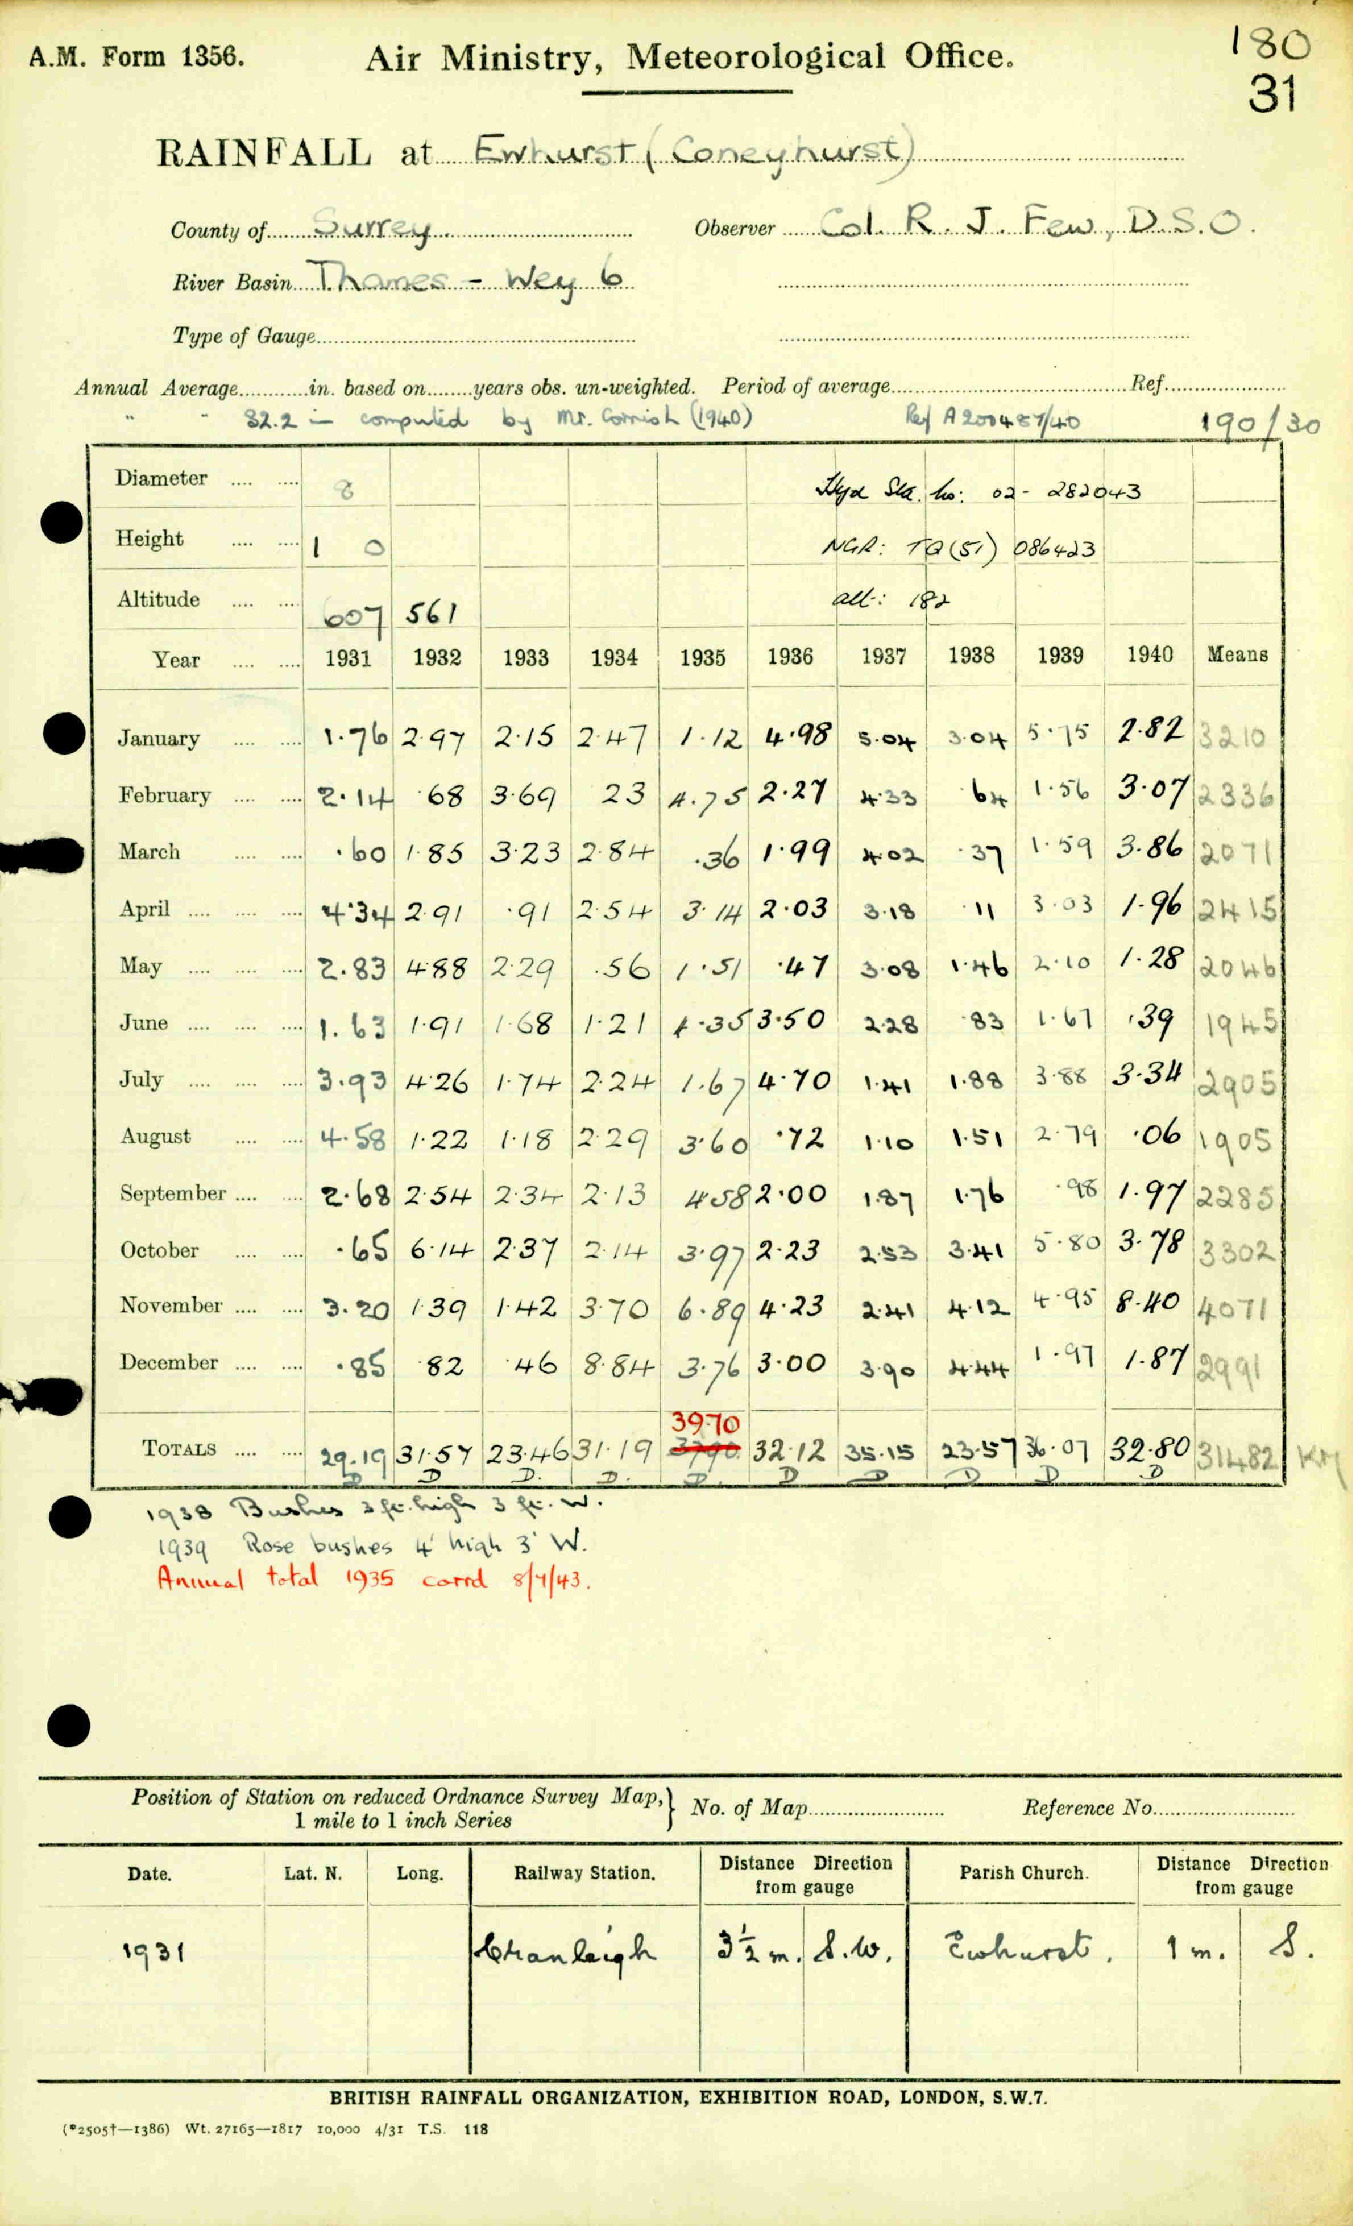 A.M. Form 1356. Air Ministry, Meteorological Office. 180
31
RAINFALL at Ewhurst (Coneyhurst)
County of Surrey. Observer Col. R. J. Few, D.S.O.
River Basin Thames - Wey 6
Type of Gauge
Annual Average in. based on years obs. un-weighted. Period of average Ref.
" " 32.2 in computed by Mr. Cornish (1940) Ref A200487/40 190/30
Diameter 8 Hyd Sta. No: 02- 282043
Height 1 0 NGR: TQ(51) 086423
Altitude 607 561 alt: 182
Year 1931 1932 1933 1934 1935 1936 1937 1938 1939 1940 Means
January 1.76 2.97 2.15 2.47 1.12 4.98 5.04 3.04 5.75 2.82 3210
February 2.14 .68 3.69 23 4.75 2.27 4.33 .64 1.56 3.07 2336
March .60 1.85 3.23 2.84 .36 1.99 4.02 .37 1.59 3.86 2071
April 4.34 2.91 .91 2.54 3.14 2.03 3.18 .11 3.03 1.96 2415
May 2.83 4.88 2.29 .56 1.51 .47 3.08 1.46 2.10 1.28 2046
June 1.63 1.91 1.68 1.21 4.35 3.50 2.28 .83 1.67 .39 1945
July 3.93 4.26 1.74 2.24 1.67 4.70 1.41 1.88 3.88 3.34 2905
August 4.58 1.22 1.18 2.29 3.60 .72 1.10 1.51 2.79 .06 1905
September 2.68 2.54 2.34 2.13 4.58 2.00 1.87 1.76 .98 1.97 2285
October .65 6.14 2.37 2.14 3.97 2.23 2.53 3.41 5.80 3.78 3302
November 3.20 1.39 1.42 3.70 6.89 4.23 2.41 4.12 4.95 8.40 4071
December .85 .82 .46 8.84 3.76 3.00 3.90 4.44 1.97 1.87 2991
3970
TOTALS 29.19 31.57 23.46 31.19 3790 32.12 35.15 23.57 36.07 32.80 31482 KM
D D D. D. D. D D D D D
1938 Bushes 3 ft. high 3 ft. W.
1939 Rose bushes 4' high 3' W.
Annual total 1935 corrd 8/7/43.
Position of Station on reduced Ordnance Survey Map, No. of Map Reference No.
1 mile to 1 inch Series
Date. Lat. N. Long. Railway Station. Distance Direction from gauge Parish Church. Distance Direction from gauge
1931 Cranleigh 3½ m. S.W. Ewhurst. 1 m. S.
BRITISH RAINFALL ORGANIZATION, EXHIBITION ROAD, LONDON, S.W.7.
(*2505†—1386) Wt. 27165—1817 10,000 4/31 T.S. 118